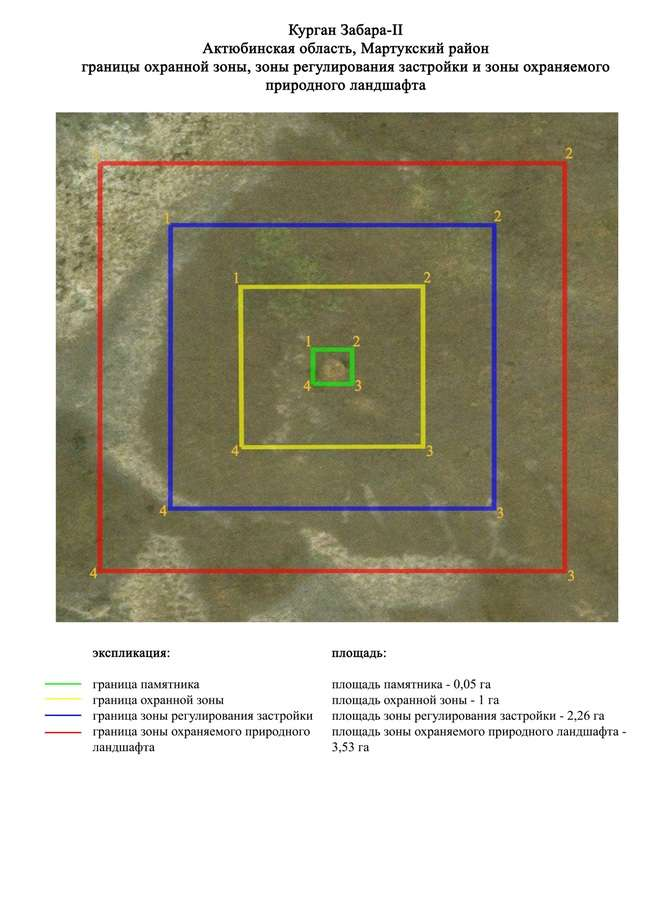 Курган Забара-II
Актюбинская область, Мартукский район
границы охранной зоны, зоны регулирования застройки и зоны охраняемого
природного ландшафта
1 2
1 2
1 2
1 2
4 3
4 3
4 3
4 3
экспликация: площадь:
граница памятника площадь памятника - 0,05 га
граница охранной зоны площадь охранной зоны - 1 га
граница зоны регулирования застройки площадь зоны регулирования застройки - 2,26 га
граница зоны охраняемого природного площадь зоны охраняемого природного ландшафта -
ландшафта 3,53 га